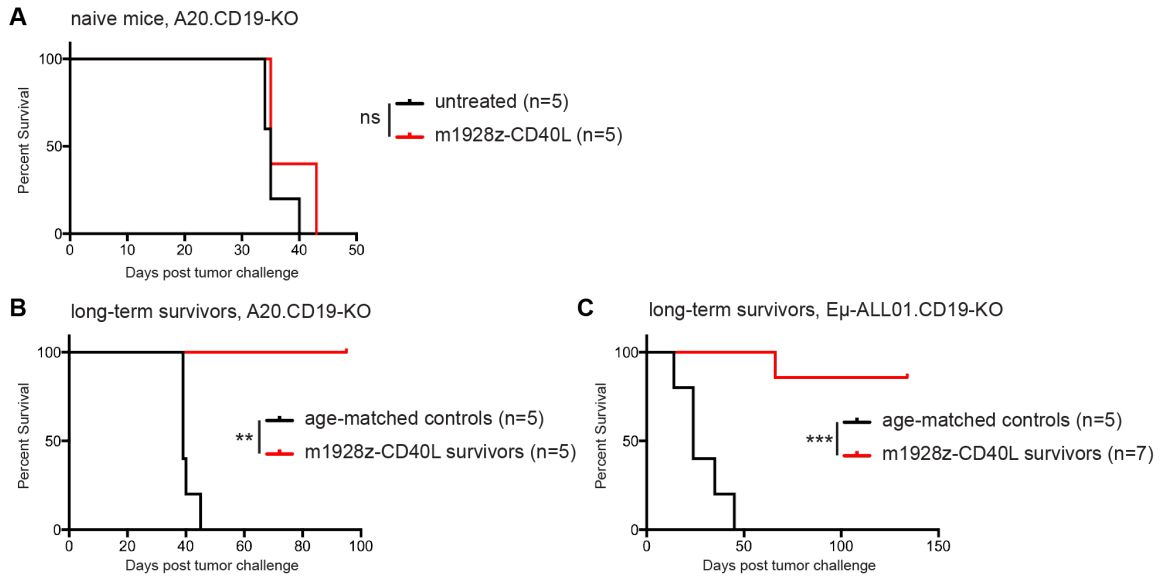 A
naive mice, A20.CD19-KO
Percent Survival
100
50
0
0 10 20 30 40 50
Days post tumor challenge
ns
untreated (n=5)
m1928z-CD40L (n=5)
B
long-term survivors, A20.CD19-KO
Percent Survival
100
50
0
0 20 40 60 80 100
Days post tumor challenge
**
age-matched controls (n=5)
m1928z-CD40L survivors (n=5)
C
long-term survivors, Eµ-ALL01.CD19-KO
Percent Survival
100
50
0
0 50 100 150
Days post tumor challenge
***
age-matched controls (n=5)
m1928z-CD40L survivors (n=7)